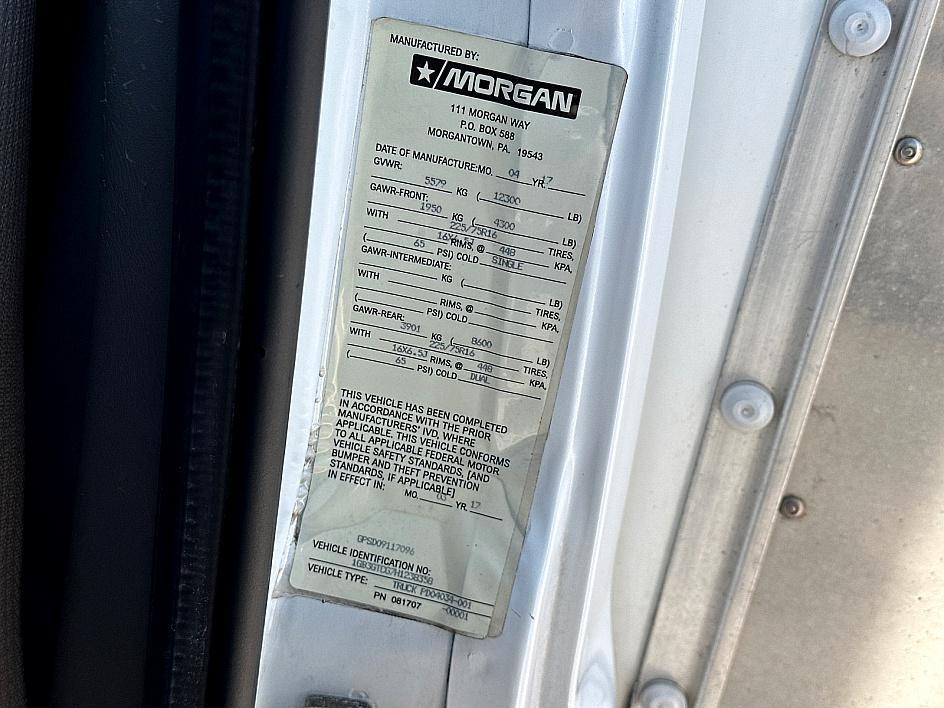 MANUFACTURED BY:
MORGAN
111 MORGAN WAY
P.O. BOX 588
MORGANTOWN, PA. 19543
DATE OF MANUFACTURE: MO. 04 YR. 17
GVWR: 5579 KG ( 12300 LB)
GAWR-FRONT: 1950 KG ( 4300 LB)
WITH 225/75R16 TIRES,
RIMS, @ 448 KPA,
( 65 PSI) COLD SINGLE
GAWR-INTERMEDIATE: KG ( LB)
WITH TIRES,
RIMS, @ KPA,
( PSI) COLD
GAWR-REAR: 3901 KG ( 8600 LB)
WITH 225/75R16 TIRES,
16X6.5J RIMS, @ 448 KPA,
( 65 PSI) COLD DUAL
THIS VEHICLE HAS BEEN COMPLETED
IN ACCORDANCE WITH THE PRIOR
MANUFACTURERS' IVD, WHERE
APPLICABLE. THIS VEHICLE CONFORMS
TO ALL APPLICABLE FEDERAL MOTOR
VEHICLE SAFETY STANDARDS, [AND
BUMPER AND THEFT PREVENTION
STANDARDS, IF APPLICABLE]
IN EFFECT IN: MO. 03 YR. 17
GPSD09117096
VEHICLE IDENTIFICATION NO:
VEHICLE TYPE: TRUCK PD04034-001
PN 081707 -00001